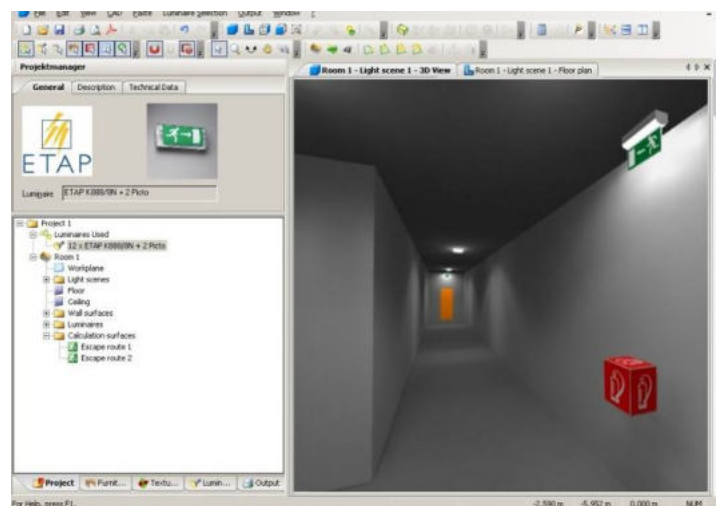 File Edit View CAD Paste Luminaire Selection Output Window ?
Projektmanager
General Description Technical Data
ETAP
Luminaire ETAP K888/8N + 2 Picto
Project 1
Luminaires Used
12 x ETAP K888/8N + 2 Picto
Room 1
Workplane
Light scenes
Floor
Ceiling
Wall surfaces
Luminaires
Calculation surfaces
Escape route 1
Escape route 2
Project Furnit... Textu... Lumin... Output
For Help, press F1.
Room 1 - Light scene 1 - 3D View Room 1 - Light scene 1 - Floor plan
-2.590 m -5.952 m 0.000 m NUM